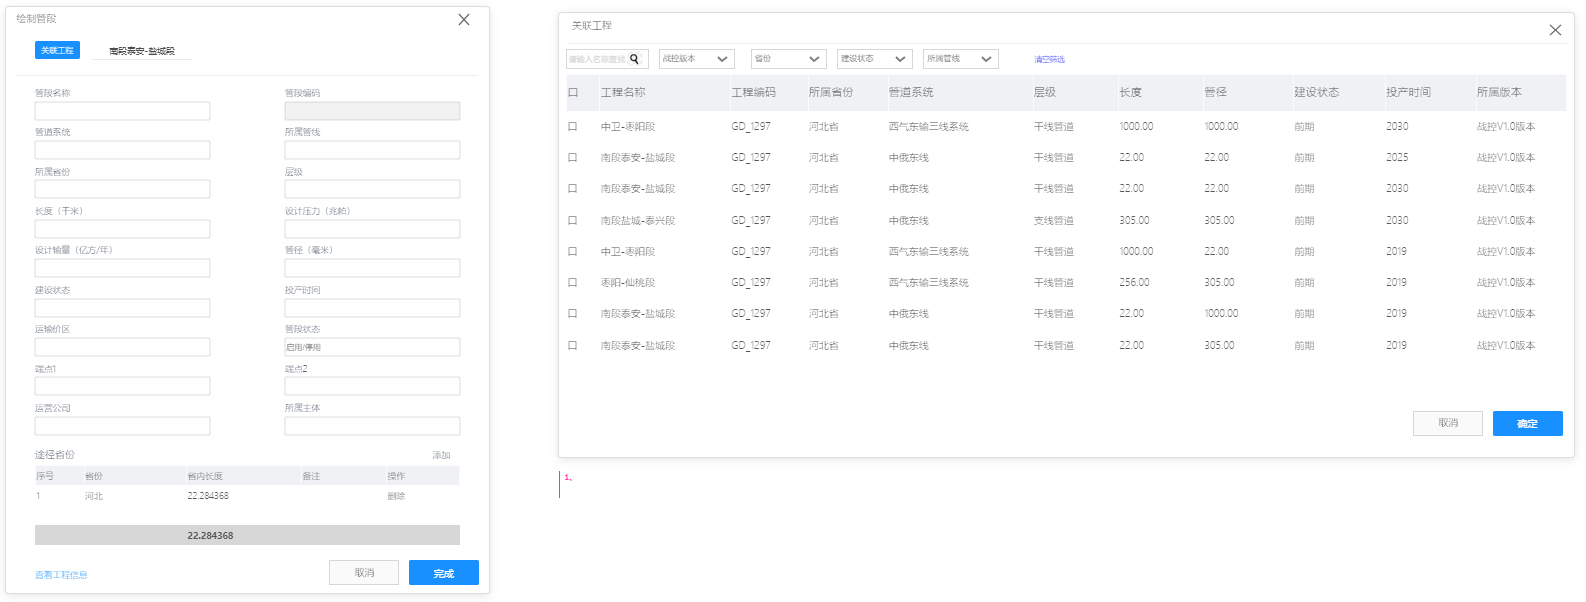 绘制管段
关联工程 南段泰安-盐城段
管段名称 管段编码
管道系统 所属管线
所属省份 层级
长度（千米） 设计压力（兆帕）
设计输量（亿方/年） 管径（毫米）
建设状态 投产时间
运输价区 管段状态
启用/停用
端点1 端点2
运营公司 所属主体
途径省份 添加
序号 省份 省内长度 备注 操作
1 河北 22.284368 删除
22.284368
查看工程信息 取消 完成
关联工程
请输入名称查找 战控版本 省份 建设状态 所属管线 清空筛选
工程名称 工程编码 所属省份 管道系统 层级 长度 管径 建设状态 投产时间 所属版本
中卫-枣阳段 GD_1297 河北省 西气东输三线系统 干线管道 1000.00 1000.00 前期 2030 战控V1.0版本
南段泰安-盐城段 GD_1297 河北省 中俄东线 干线管道 22.00 22.00 前期 2025 战控V1.0版本
南段泰安-盐城段 GD_1297 河北省 中俄东线 干线管道 22.00 22.00 前期 2030 战控V1.0版本
南段盐城-泰兴段 GD_1297 河北省 中俄东线 支线管道 305.00 305.00 前期 2030 战控V1.0版本
中卫-枣阳段 GD_1297 河北省 西气东输三线系统 干线管道 1000.00 22.00 前期 2019 战控V1.0版本
枣阳-仙桃段 GD_1297 河北省 西气东输三线系统 干线管道 256.00 305.00 前期 2019 战控V1.0版本
南段泰安-盐城段 GD_1297 河北省 中俄东线 干线管道 22.00 1000.00 前期 2019 战控V1.0版本
南段泰安-盐城段 GD_1297 河北省 中俄东线 干线管道 22.00 305.00 前期 2019 战控V1.0版本
取消 确定
1、